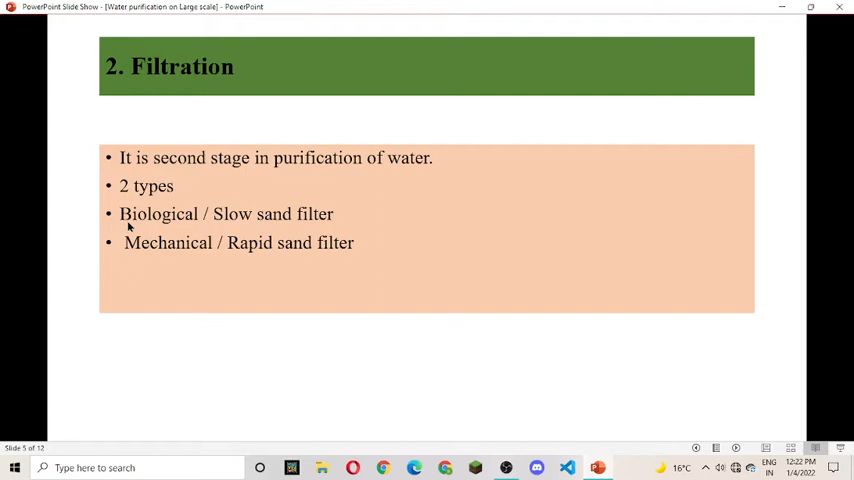 PowerPoint Slide Show - [Water purification on Large scale] - PowerPoint
2. Filtration
• It is second stage in purification of water.
• 2 types
• Biological / Slow sand filter
• Mechanical / Rapid sand filter
Slide 5 of 12
Type here to search
16°C
ENG
IN
12:22 PM
1/4/2022